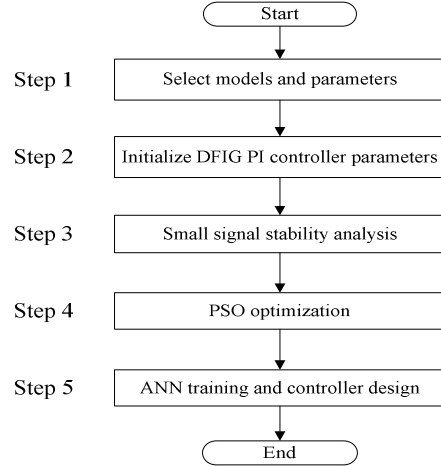 Start
Step 1
Select models and parameters
Step 2
Initialize DFIG PI controller parameters
Step 3
Small signal stability analysis
Step 4
PSO optimization
Step 5
ANN training and controller design
End